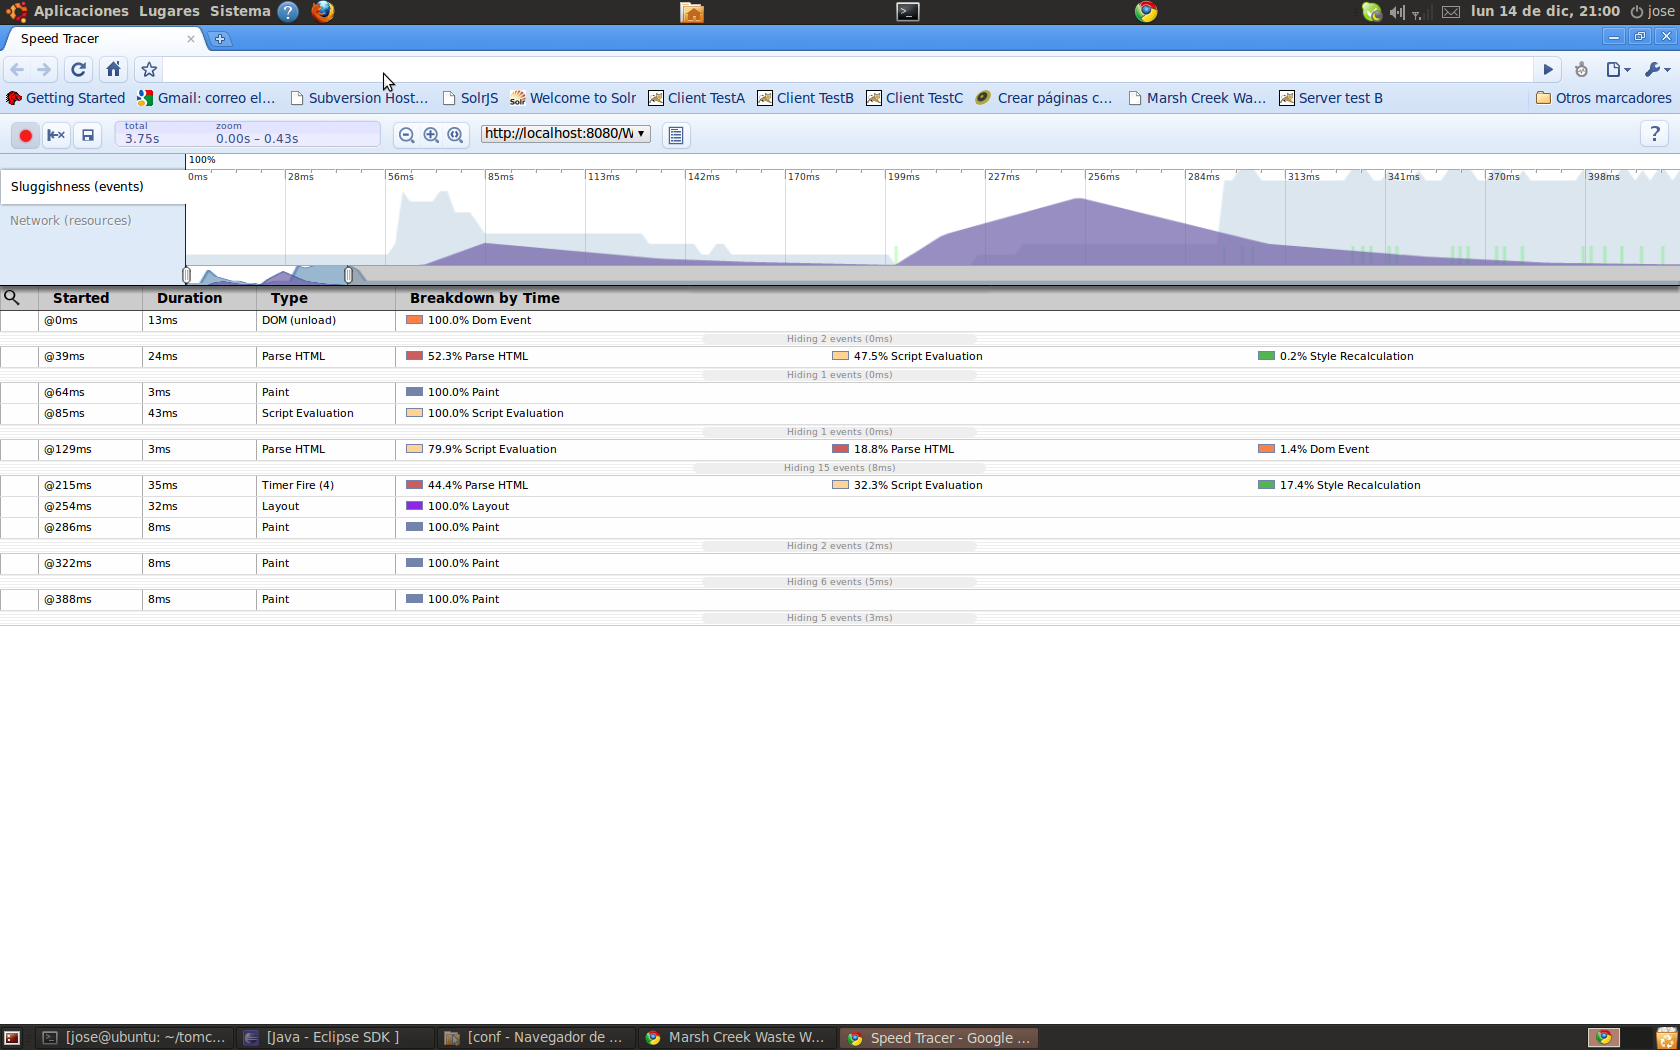 Aplicaciones Lugares Sistema lun 14 de dic, 21:00 jose
Speed Tracer
Getting Started Gmail: correo el... Subversion Host... SolrJS Welcome to Solr Client TestA Client TestB Client TestC Crear páginas c... Marsh Creek Wa... Server test B Otros marcadores
total zoom
3.75s 0.00s – 0.43s http://localhost:8080/W ?
100%
Sluggishness (events) 0ms 28ms 56ms 85ms 113ms 142ms 170ms 199ms 227ms 256ms 284ms 313ms 341ms 370ms 398ms
Network (resources)
Started Duration Type Breakdown by Time
@0ms 13ms DOM (unload) 100.0% Dom Event
Hiding 2 events (0ms)
@39ms 24ms Parse HTML 52.3% Parse HTML 47.5% Script Evaluation 0.2% Style Recalculation
Hiding 1 events (0ms)
@64ms 3ms Paint 100.0% Paint
@85ms 43ms Script Evaluation 100.0% Script Evaluation
Hiding 1 events (0ms)
@129ms 3ms Parse HTML 79.9% Script Evaluation 18.8% Parse HTML 1.4% Dom Event
Hiding 15 events (8ms)
@215ms 35ms Timer Fire (4) 44.4% Parse HTML 32.3% Script Evaluation 17.4% Style Recalculation
@254ms 32ms Layout 100.0% Layout
@286ms 8ms Paint 100.0% Paint
Hiding 2 events (2ms)
@322ms 8ms Paint 100.0% Paint
Hiding 6 events (5ms)
@388ms 8ms Paint 100.0% Paint
Hiding 5 events (3ms)
[jose@ubuntu: ~/tomc... [Java - Eclipse SDK ] [conf - Navegador de ... Marsh Creek Waste W... Speed Tracer - Google ...